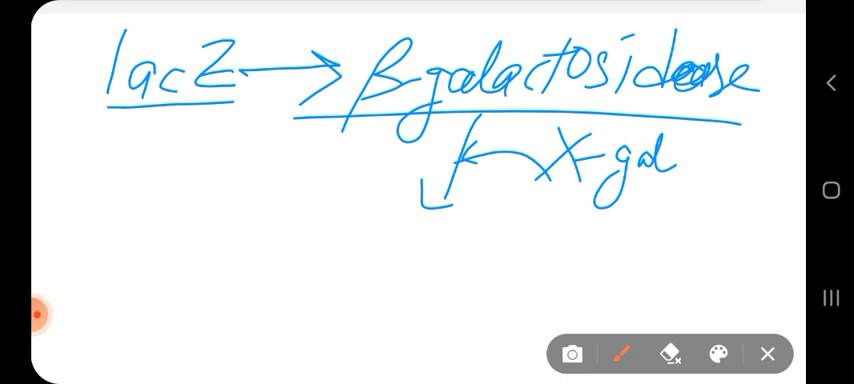 lacZ → β-galactosidase
X-gal